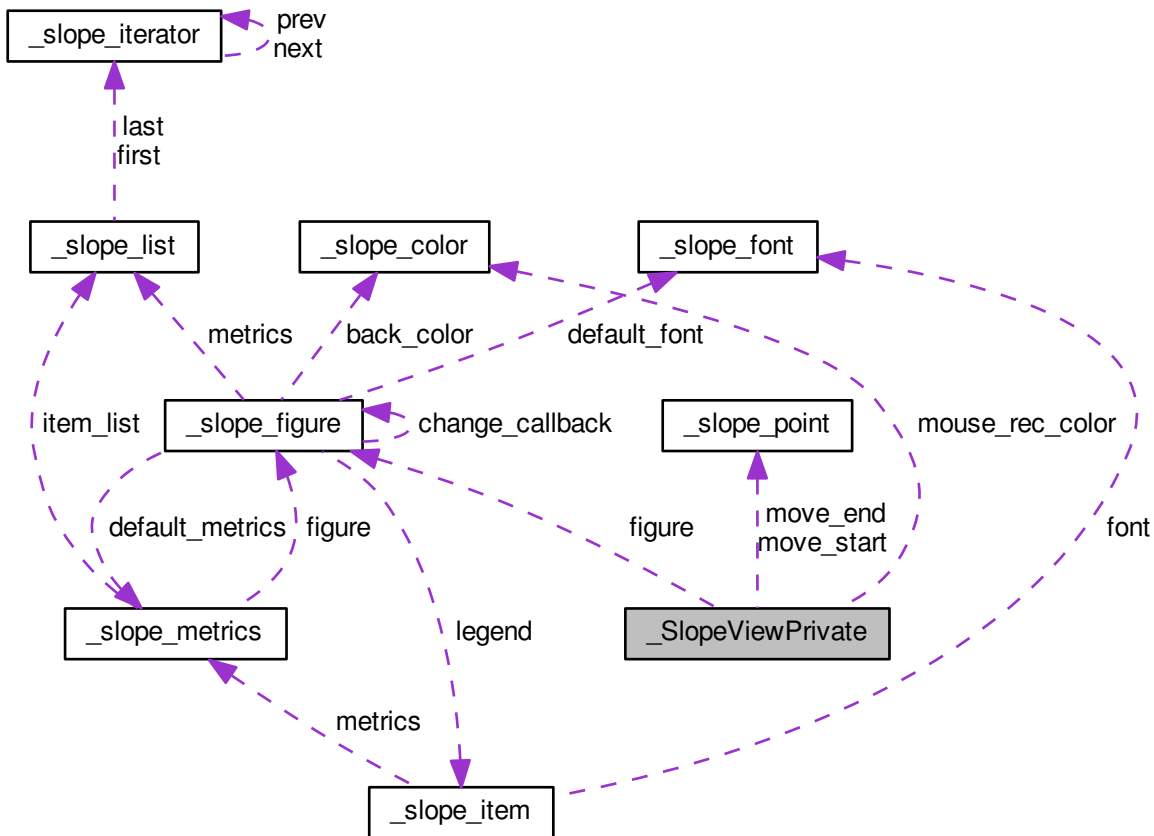 prev
_slope_iterator
next
last
first
_slope_list
_slope_color
_slope_font
metrics
back_color
default_font
item_list
_slope_figure
change_callback
_slope_point
mouse_rec_color
default_metrics
figure
figure
move_end
move_start
font
_slope_metrics
legend
_SlopeViewPrivate
metrics
_slope_item